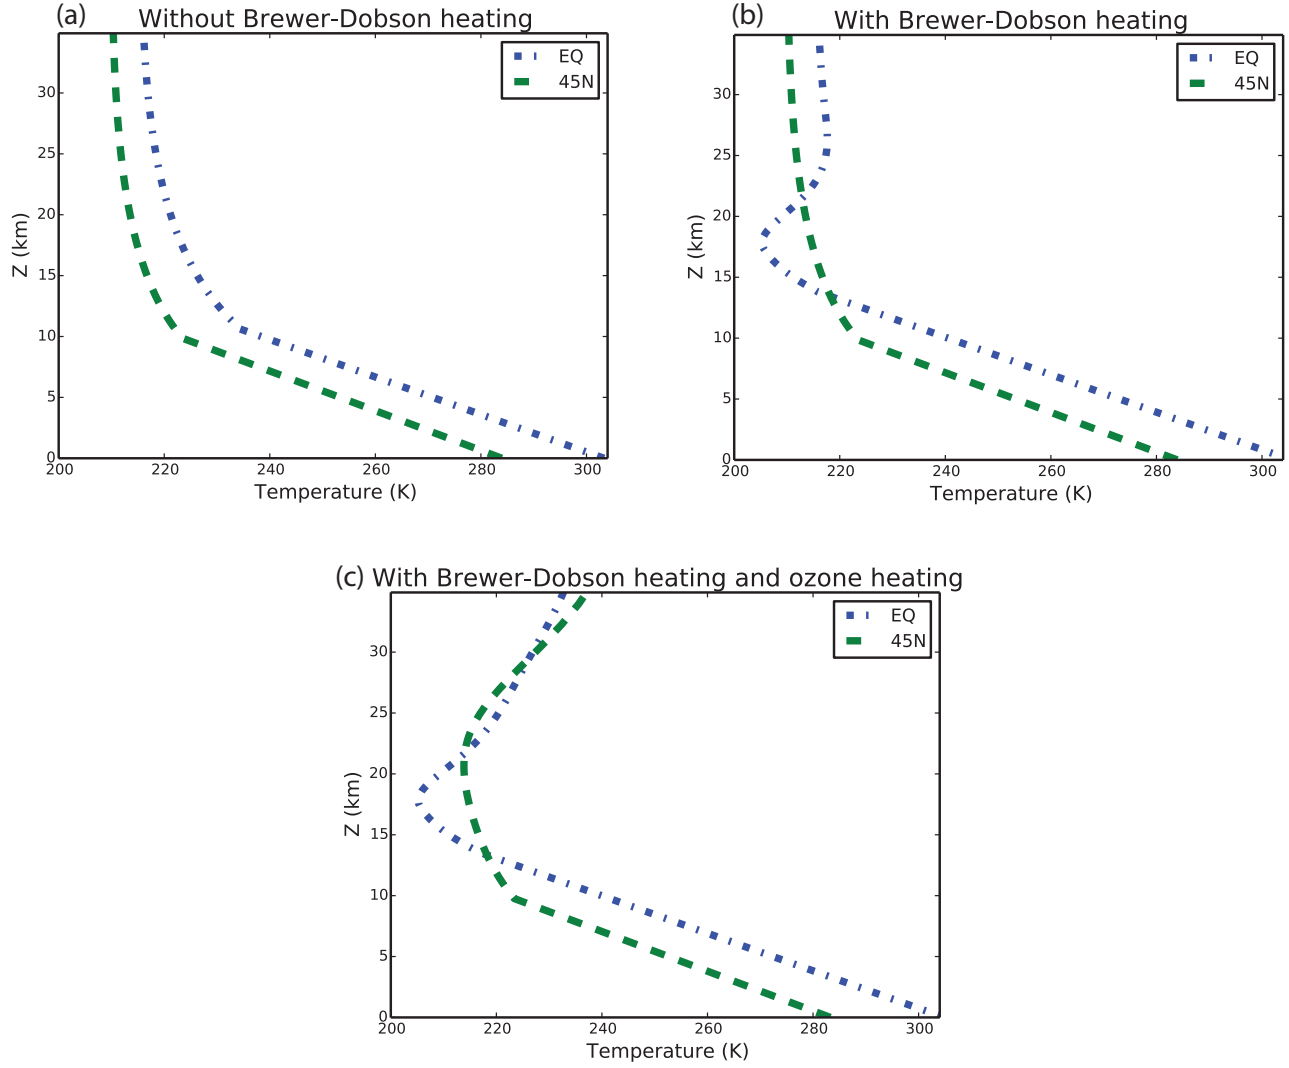 (a) Without Brewer-Dobson heating
EQ
45N
30
25
20
15
10
5
0
Z (km)
200 220 240 260 280 300
Temperature (K)
(b) With Brewer-Dobson heating
EQ
45N
30
25
20
15
10
5
0
Z (km)
200 220 240 260 280 300
Temperature (K)
(c) With Brewer-Dobson heating and ozone heating
EQ
45N
30
25
20
15
10
5
0
Z (km)
200 220 240 260 280 300
Temperature (K)